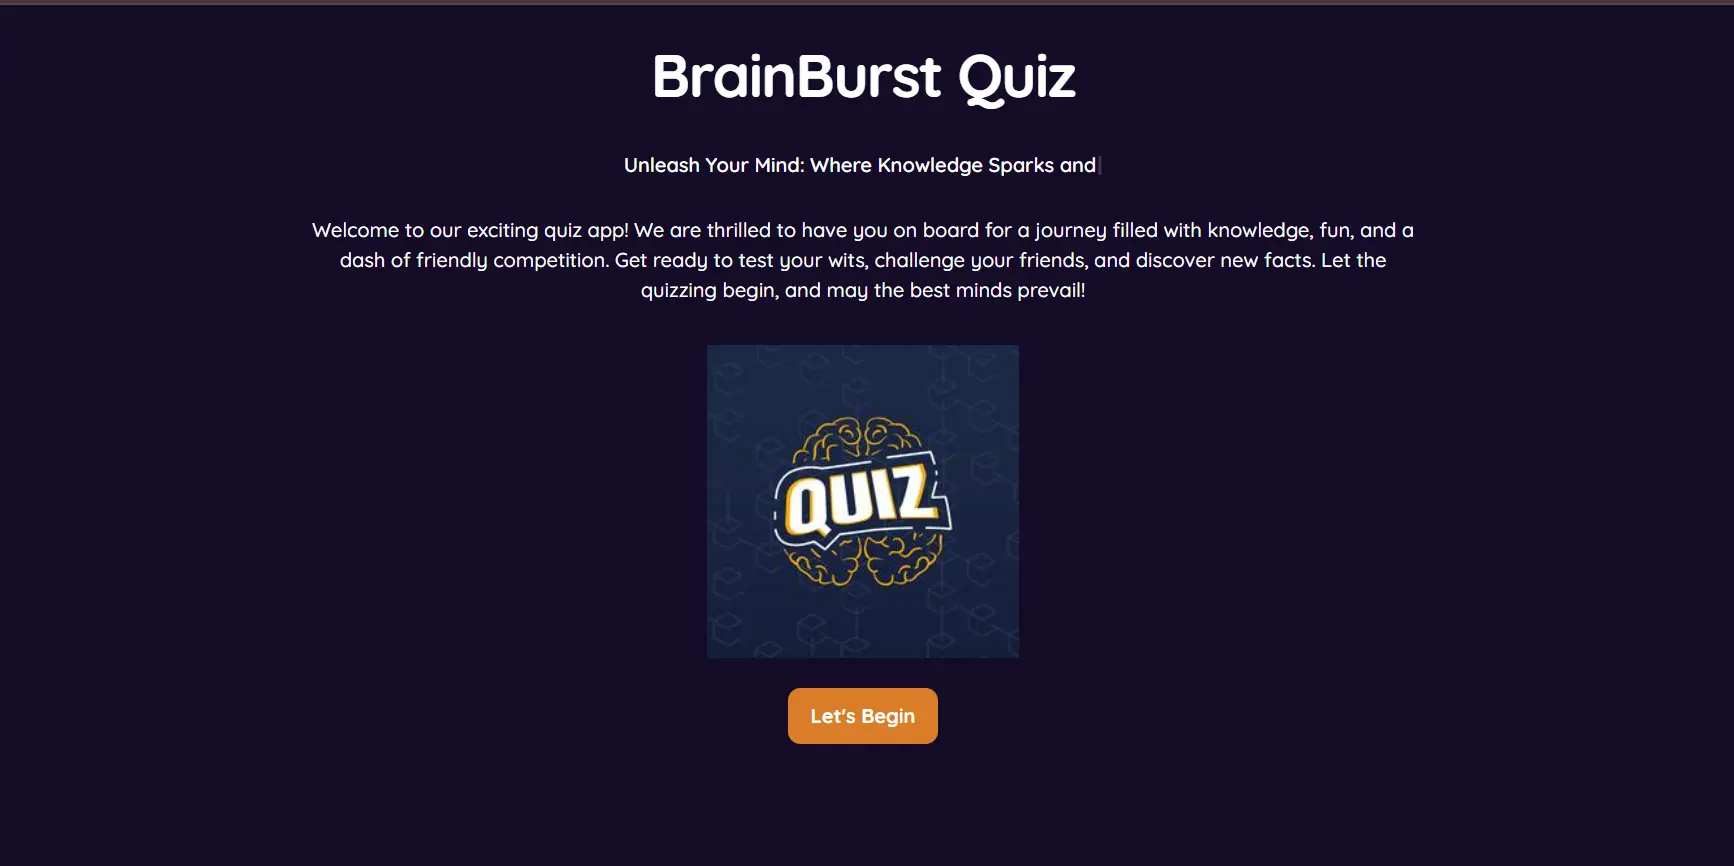 BrainBurst Quiz
Unleash Your Mind: Where Knowledge Sparks and
Welcome to our exciting quiz app! We are thrilled to have you on board for a journey filled with knowledge, fun, and a
dash of friendly competition. Get ready to test your wits, challenge your friends, and discover new facts. Let the
quizzing begin, and may the best minds prevail!
QUIZ
Let's Begin